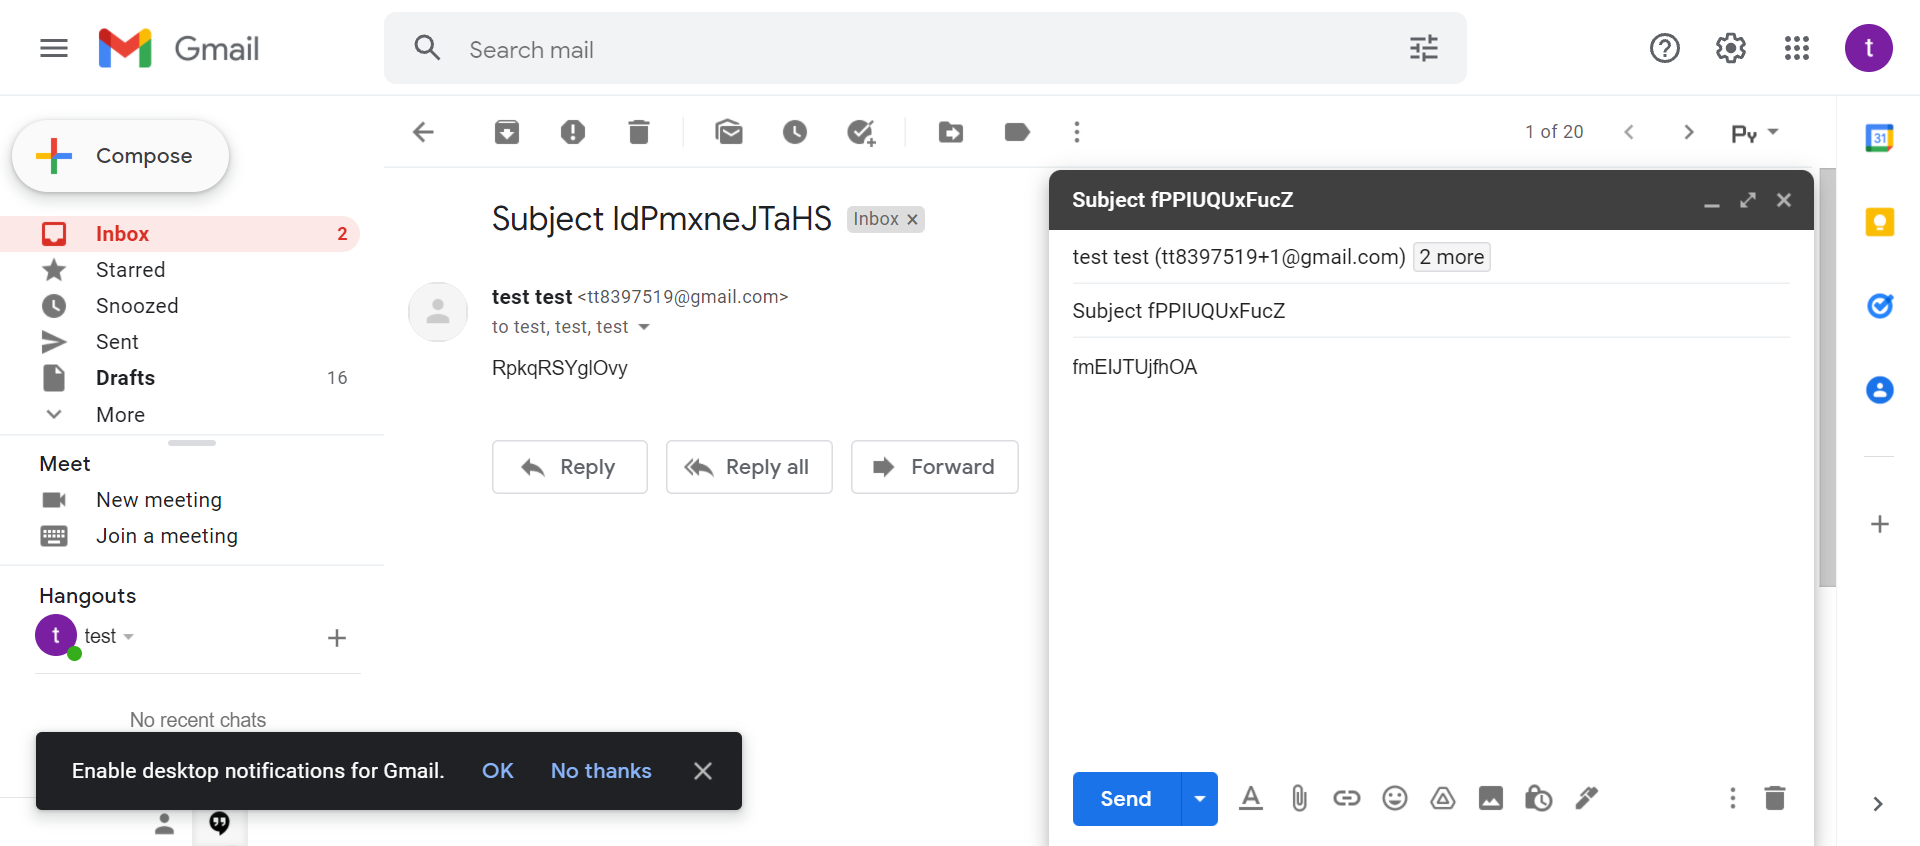 Gmail
Search mail
t
Compose
1 of 20
Py
31
Inbox 2
Starred
Snoozed
Sent
Drafts 16
More
Meet
New meeting
Join a meeting
Hangouts
t test
No recent chats
Enable desktop notifications for Gmail. OK No thanks
Subject IdPmxneJTaHS Inbox
test test <tt8397519@gmail.com>
to test, test, test
RpkqRSYglOvy
Reply Reply all Forward
Subject fPPIUQUxFucZ
test test (tt8397519+1@gmail.com) 2 more
Subject fPPIUQUxFucZ
fmEIJTUjfhOA
Send